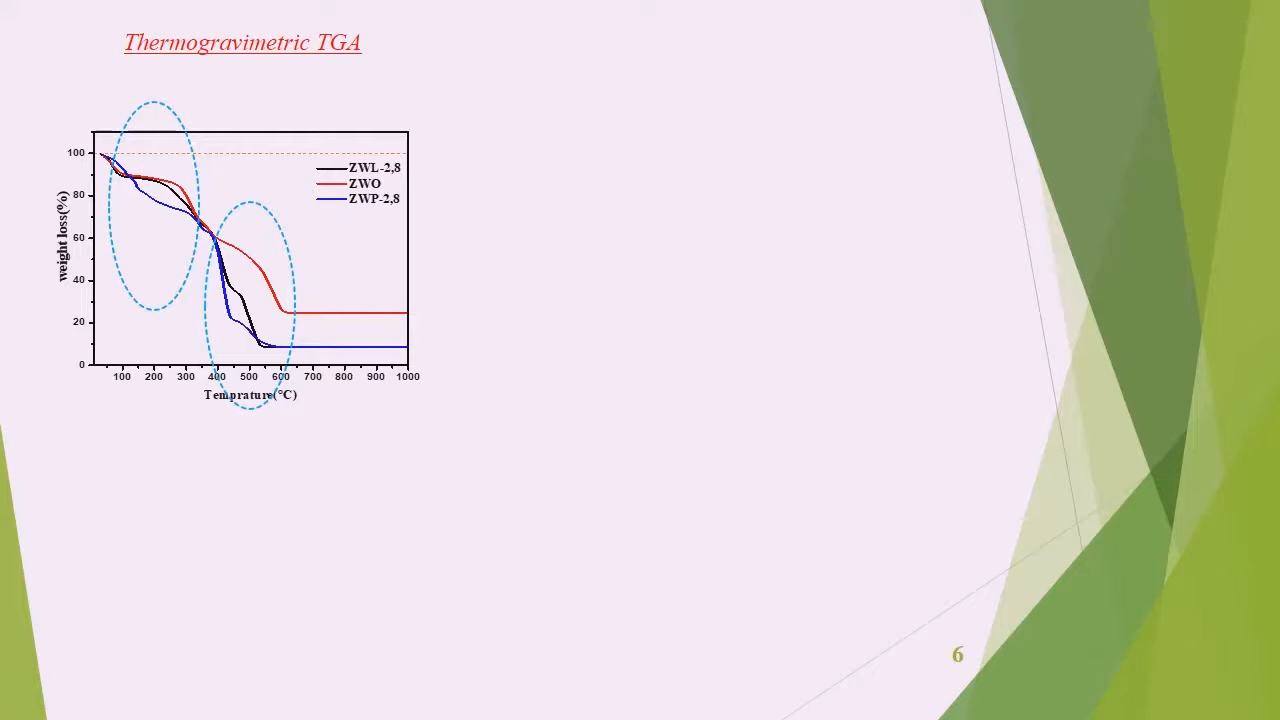 Thermogravimetric TGA
100
80
60
40
20
0
weight loss(%)
ZWL-2,8
ZWO
ZWP-2,8
100 200 300 400 500 600 700 800 900 1000
Temprature(°C)
6